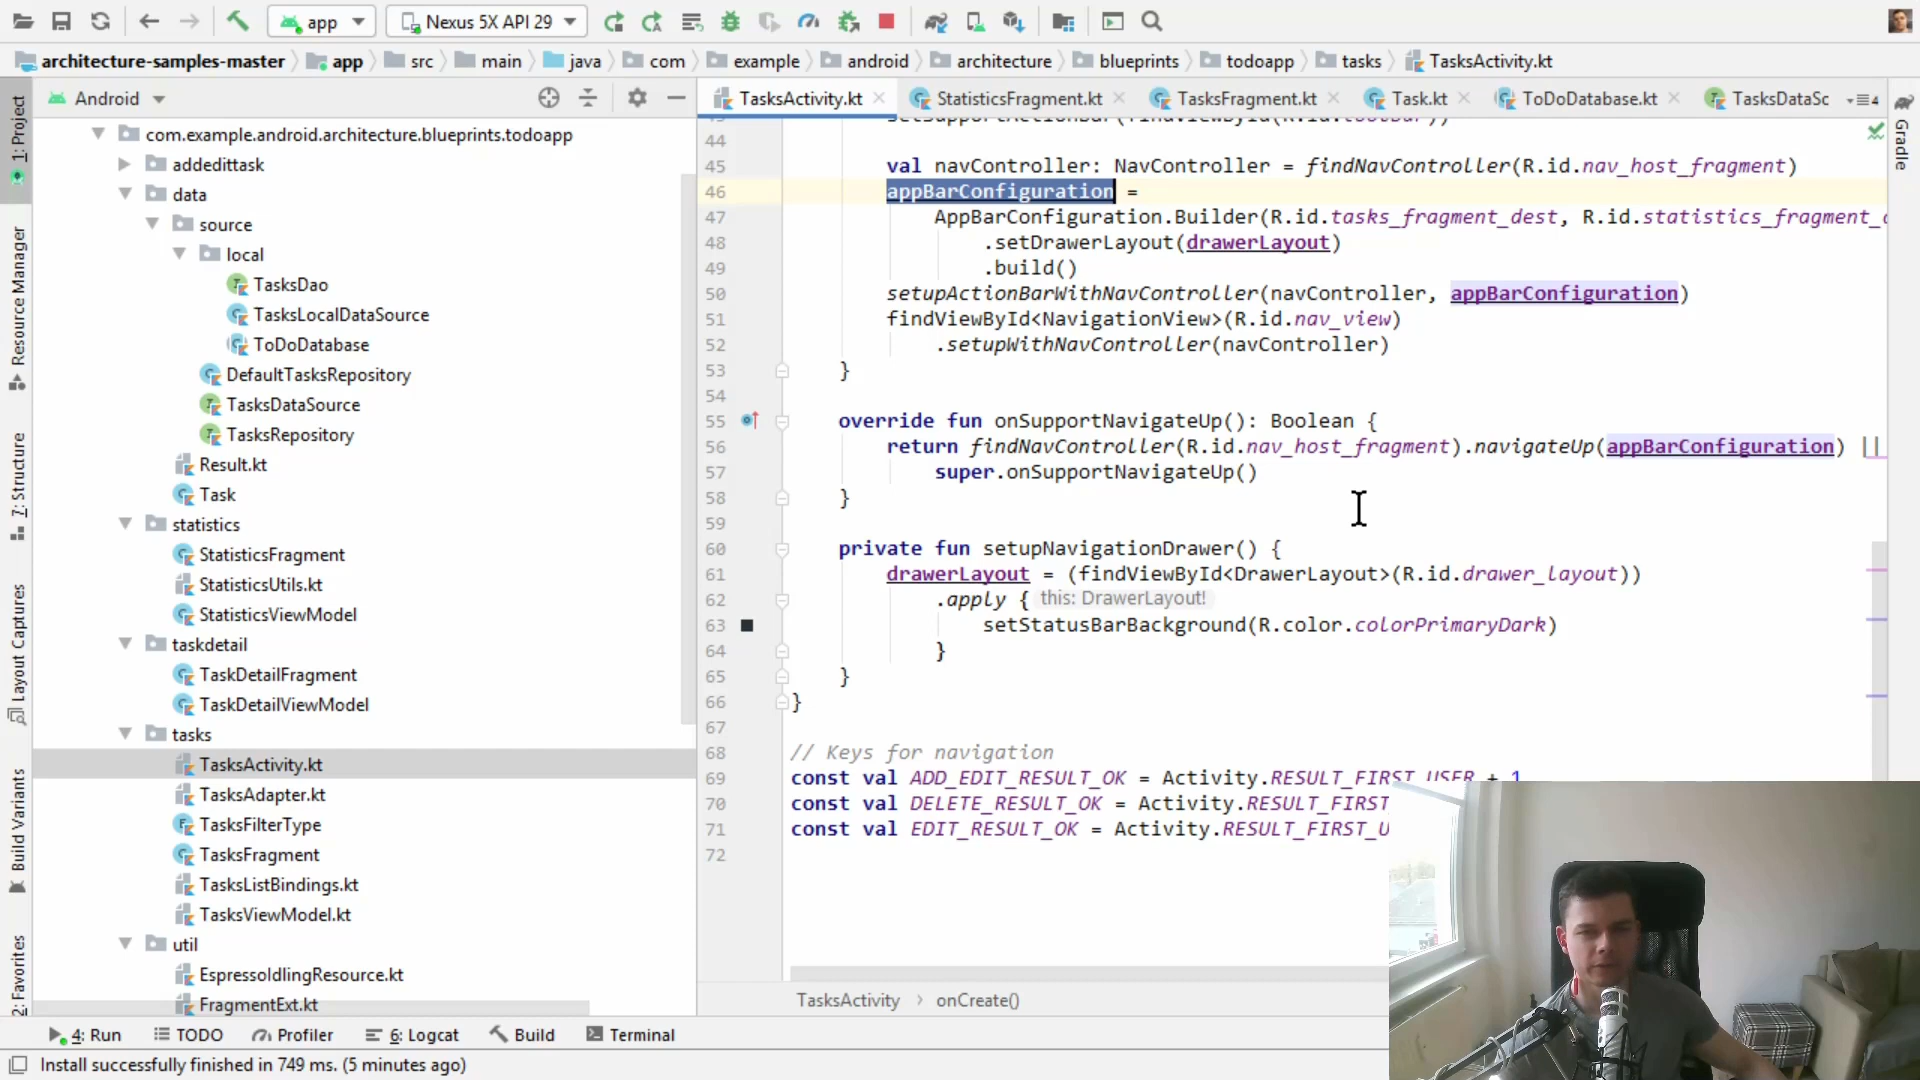 app
Nexus 5X API 29
architecture-samples-master
app
src
main
java
com
example
android
architecture
blueprints
todoapp
tasks
TasksActivity.kt
1: Project
Resource Manager
7: Structure
Layout Captures
Build Variants
2: Favorites
Android
com.example.android.architecture.blueprints.todoapp
addedittask
data
source
local
TasksDao
TasksLocalDataSource
ToDoDatabase
DefaultTasksRepository
TasksDataSource
TasksRepository
Result.kt
Task
statistics
StatisticsFragment
StatisticsUtils.kt
StatisticsViewModel
taskdetail
TaskDetailFragment
TaskDetailViewModel
tasks
TasksActivity.kt
TasksAdapter.kt
TasksFilterType
TasksFragment
TasksListBindings.kt
TasksViewModel.kt
util
EspressoIdlingResource.kt
FragmentExt.kt
TasksActivity.kt
StatisticsFragment.kt
TasksFragment.kt
Task.kt
ToDoDatabase.kt
TasksDataSc
4
Gradle
44
45 val navController: NavController = findNavController(R.id.nav_host_fragment)
46 appBarConfiguration =
47 AppBarConfiguration.Builder(R.id.tasks_fragment_dest, R.id.statistics_fragment_d
48 .setDrawerLayout(drawerLayout)
49 .build()
50 setupActionBarWithNavController(navController, appBarConfiguration)
51 findViewById<NavigationView>(R.id.nav_view)
52 .setupWithNavController(navController)
53 }
54
55 override fun onSupportNavigateUp(): Boolean {
56 return findNavController(R.id.nav_host_fragment).navigateUp(appBarConfiguration) ||
57 super.onSupportNavigateUp()
58 }
59
60 private fun setupNavigationDrawer() {
61 drawerLayout = (findViewById<DrawerLayout>(R.id.drawer_layout))
62 .apply { this: DrawerLayout!
63 setStatusBarBackground(R.color.colorPrimaryDark)
64 }
65 }
66 }
67
68 // Keys for navigation
69 const val ADD_EDIT_RESULT_OK = Activity.RESULT_FIRST_USER + 1
70 const val DELETE_RESULT_OK = Activity.RESULT_FIRST
71 const val EDIT_RESULT_OK = Activity.RESULT_FIRST_U
72
TasksActivity › onCreate()
4: Run
TODO
Profiler
6: Logcat
Build
Terminal
Install successfully finished in 749 ms. (5 minutes ago)